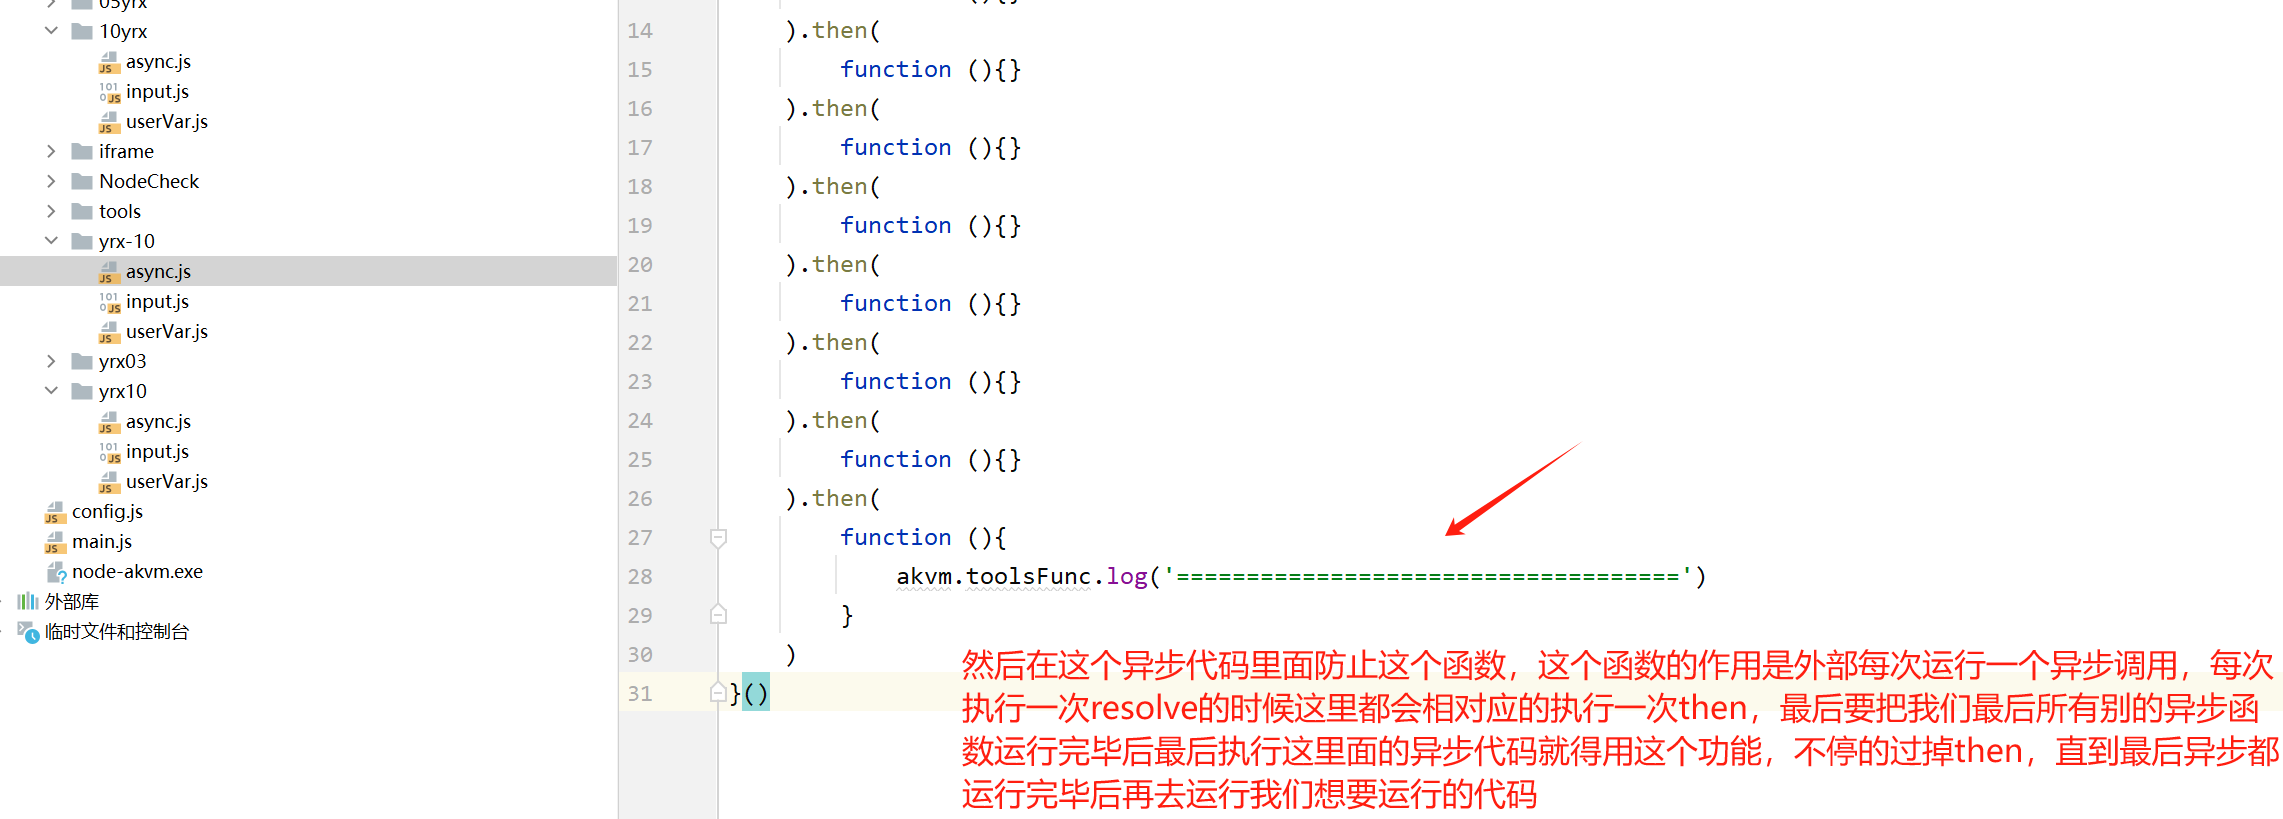 05yrx
10yrx
async.js
input.js
userVar.js
iframe
NodeCheck
tools
yrx-10
async.js
input.js
userVar.js
yrx03
yrx10
async.js
input.js
userVar.js
config.js
main.js
node-akvm.exe
外部库
临时文件和控制台
function (){}
14 ).then(
15 function (){}
16 ).then(
17 function (){}
18 ).then(
19 function (){}
20 ).then(
21 function (){}
22 ).then(
23 function (){}
24 ).then(
25 function (){}
26 ).then(
27 function (){
28 akvm.toolsFunc.log('====================================')
29 }
30 )
31 }()
然后在这个异步代码里面防止这个函数，这个函数的作用是外部每次运行一个异步调用，每次
执行一次resolve的时候这里都会相对应的执行一次then，最后要把我们最后所有别的异步函
数运行完毕后最后执行这里面的异步代码就得用这个功能，不停的过掉then，直到最后异步都
运行完毕后再去运行我们想要运行的代码